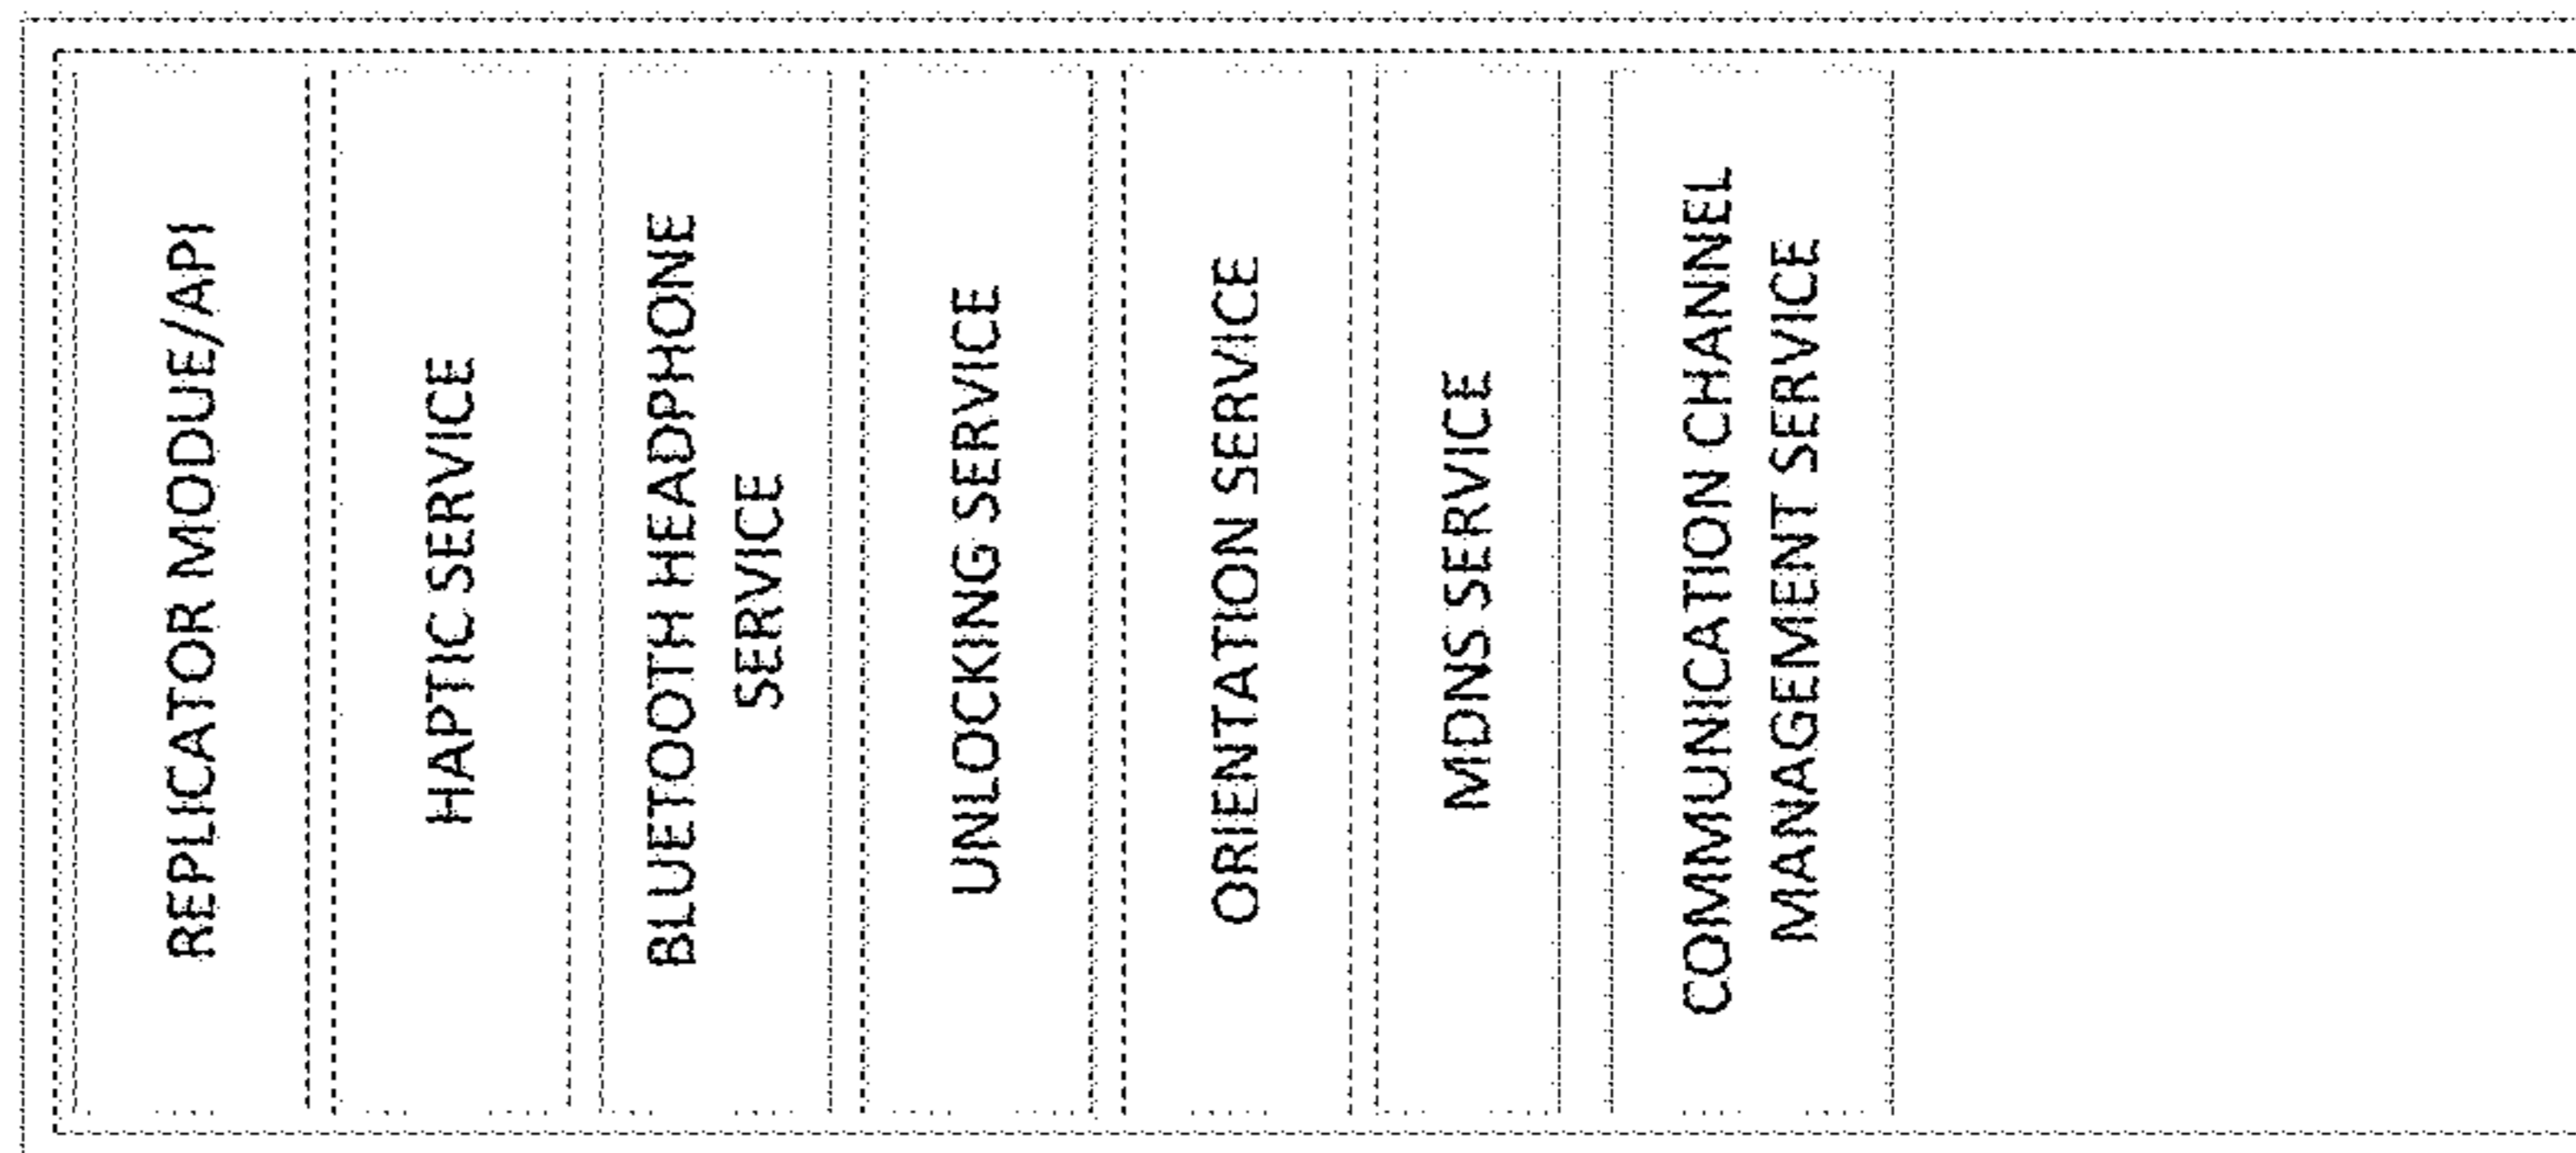 REPLICATOR MODUE/API
HAPTIC SERVICE
BLUETOOTH HEADPHONE
SERVICE
UNLOCKING SERVICE
ORIENTATION SERVICE
MDNS SERVICE
COMMUNICATION CHANNEL
MANAGEMENT SERVICE